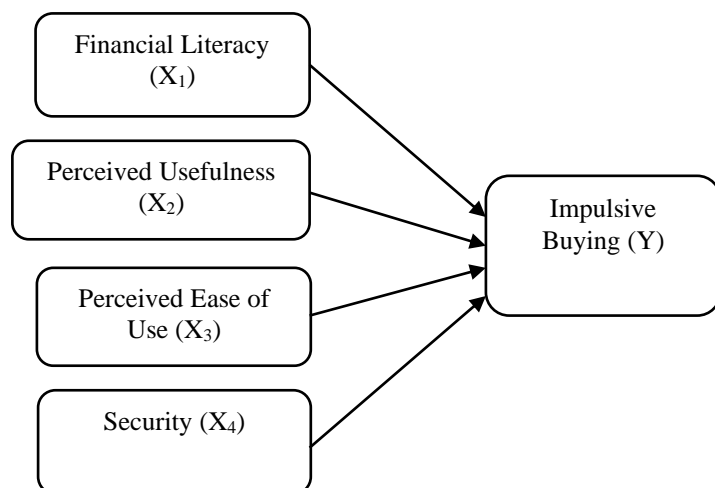 Financial Literacy
(X₁)
Perceived Usefulness
(X₂)
Perceived Ease of
Use (X₃)
Security (X₄)
Impulsive
Buying (Y)